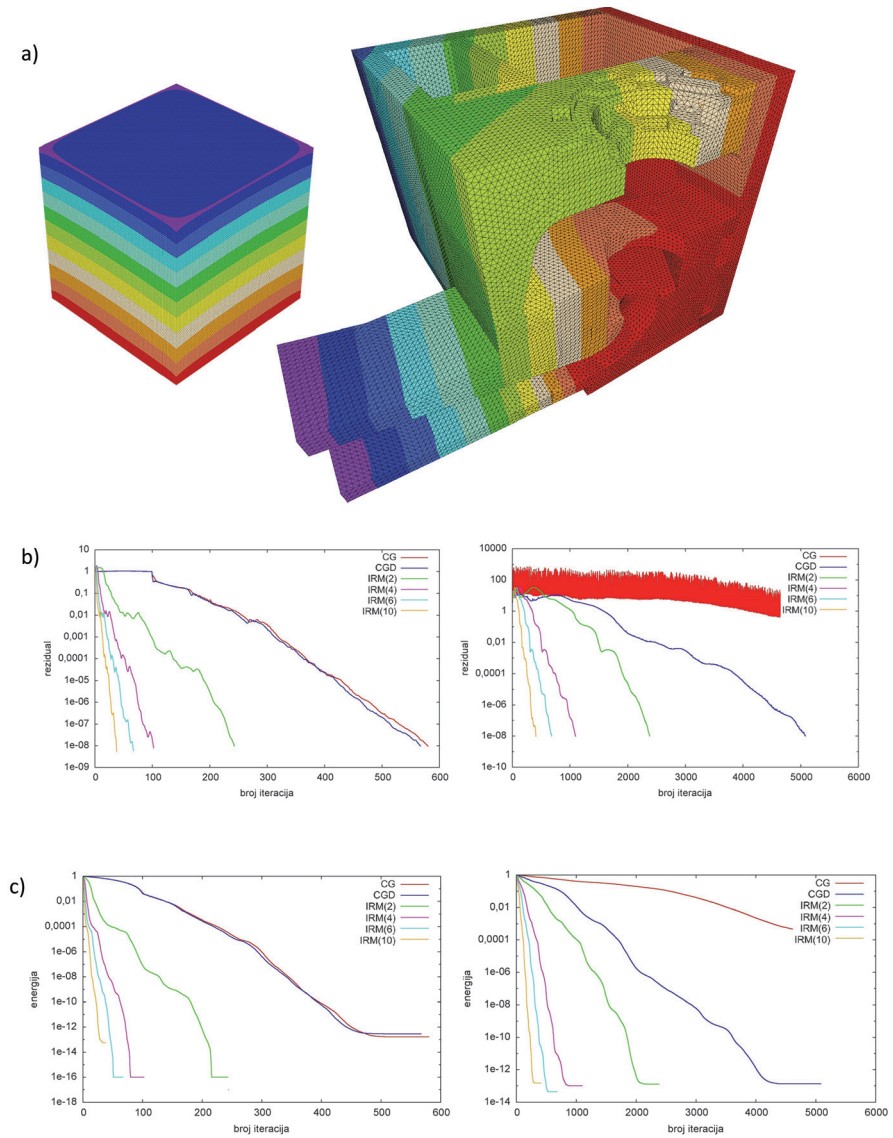 a)
b)
10
1
0,1
0,01
0,001
0,0001
1e-05
1e-06
1e-07
1e-08
1e-09
rezidual
0 100 200 300 400 500 600
broj iteracija
CG
CGD
IRM(2)
IRM(4)
IRM(6)
IRM(10)
10000
100
1
0,01
0,0001
1e-06
1e-08
1e-10
rezidual
0 1000 2000 3000 4000 5000 6000
broj iteracija
CG
CGD
IRM(2)
IRM(4)
IRM(6)
IRM(10)
c)
1
0,01
0,0001
1e-06
1e-08
1e-10
1e-12
1e-14
1e-16
1e-18
energija
0 100 200 300 400 500 600
broj iteracija
CG
CGD
IRM(2)
IRM(4)
IRM(6)
IRM(10)
1
0,01
0,0001
1e-06
1e-08
1e-10
1e-12
1e-14
energija
0 1000 2000 3000 4000 5000 6000
broj iteracija
CG
CGD
IRM(2)
IRM(4)
IRM(6)
IRM(10)